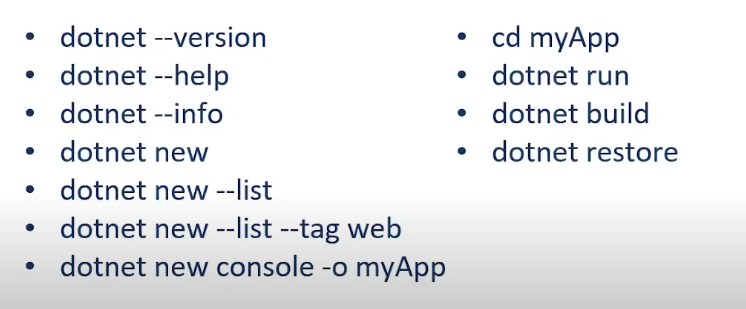 • dotnet --version
• dotnet --help
• dotnet --info
• dotnet new
• dotnet new --list
• dotnet new --list --tag web
• dotnet new console -o myApp
• cd myApp
• dotnet run
• dotnet build
• dotnet restore